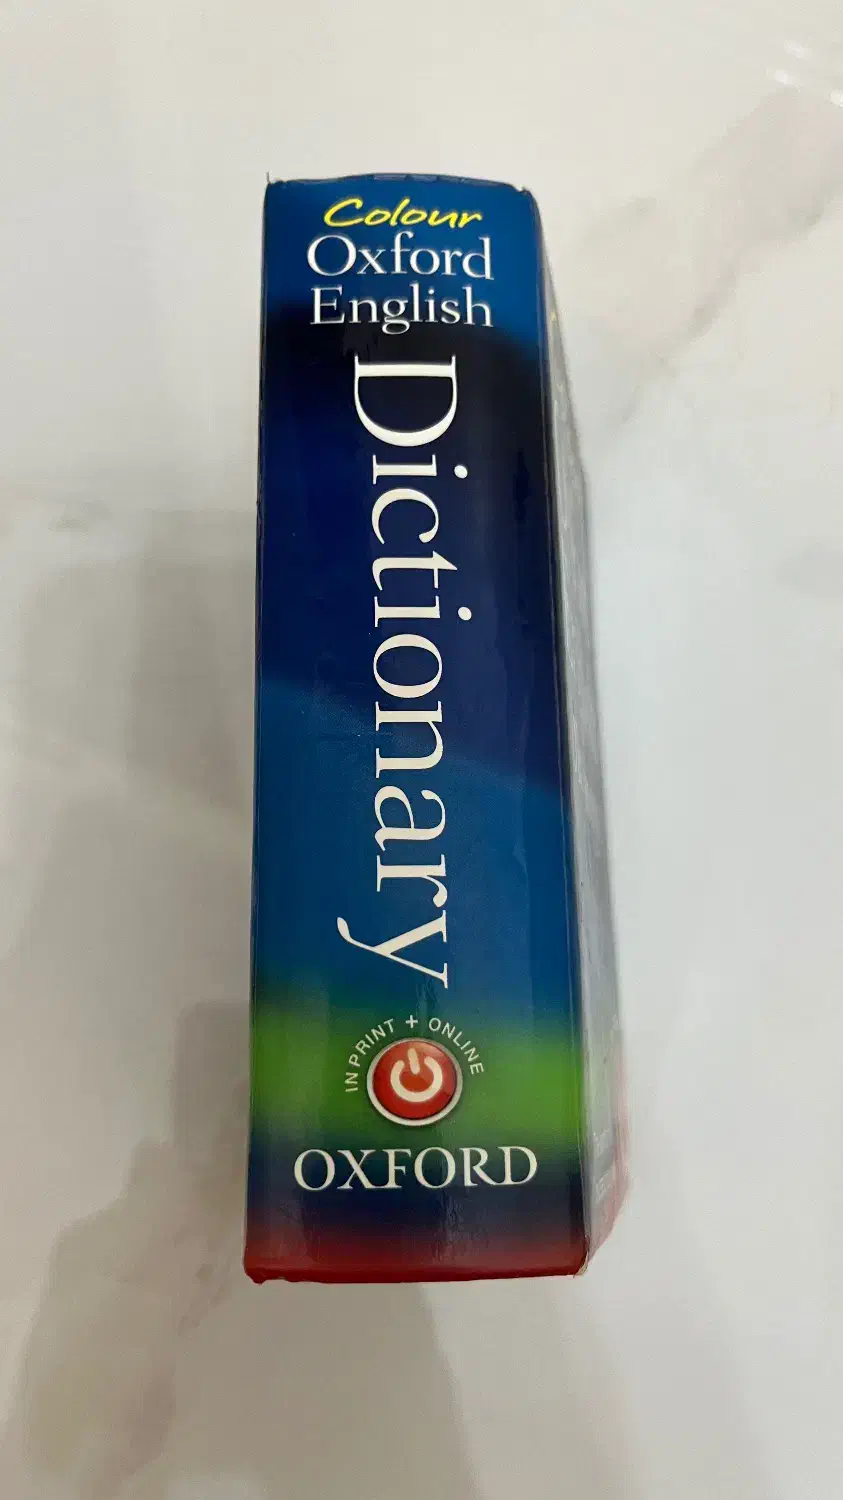 Colour
Oxford
English
Dictionary
IN PRINT + ONLINE
OXFORD